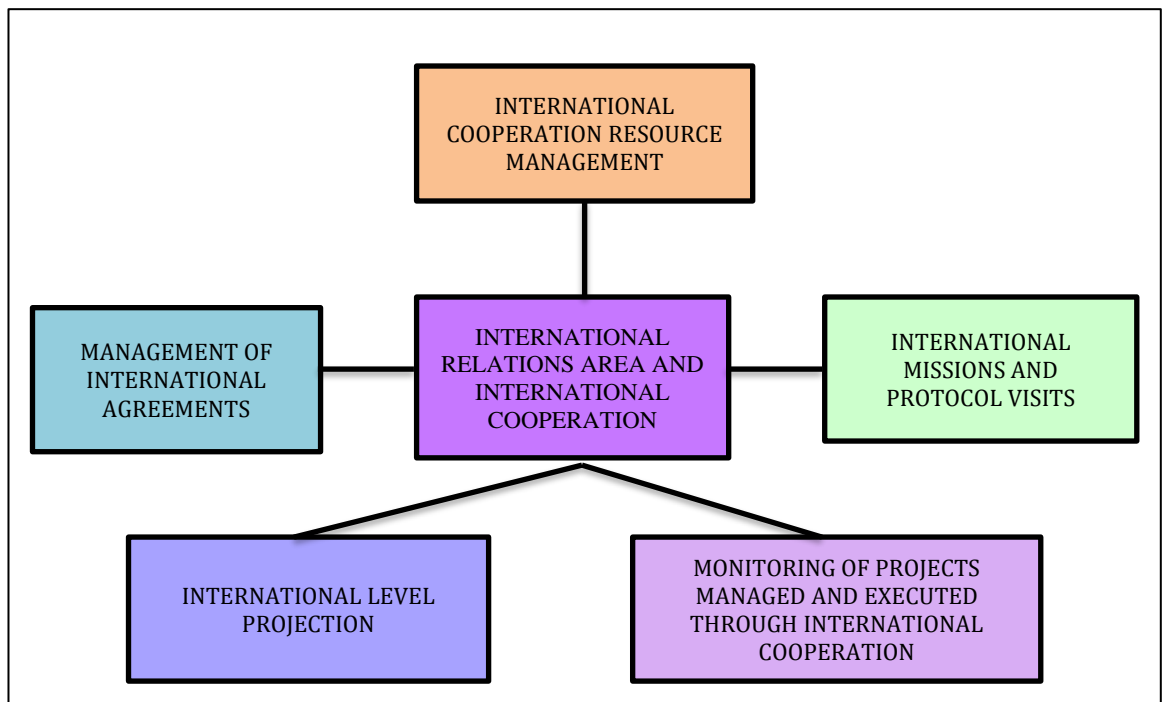 INTERNATIONAL
COOPERATION RESOURCE
MANAGEMENT
MANAGEMENT OF
INTERNATIONAL
AGREEMENTS
INTERNATIONAL
RELATIONS AREA AND
INTERNATIONAL
COOPERATION
INTERNATIONAL
MISSIONS AND
PROTOCOL VISITS
INTERNATIONAL LEVEL
PROJECTION
MONITORING OF PROJECTS
MANAGED AND EXECUTED
THROUGH INTERNATIONAL
COOPERATION